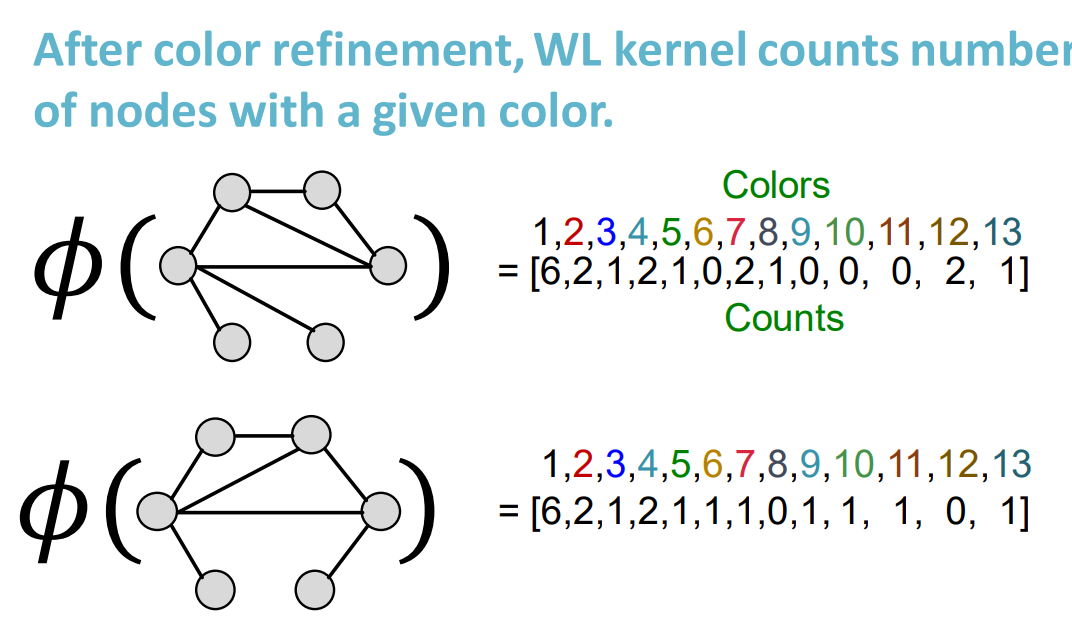 After color refinement, WL kernel counts number
of nodes with a given color.
Colors
1,2,3,4,5,6,7,8,9,10,11,12,13
ϕ( ) = [6,2,1,2,1,0,2,1,0, 0, 0, 2, 1]
Counts
1,2,3,4,5,6,7,8,9,10,11,12,13
ϕ( ) = [6,2,1,2,1,1,1,0,1, 1, 1, 0, 1]